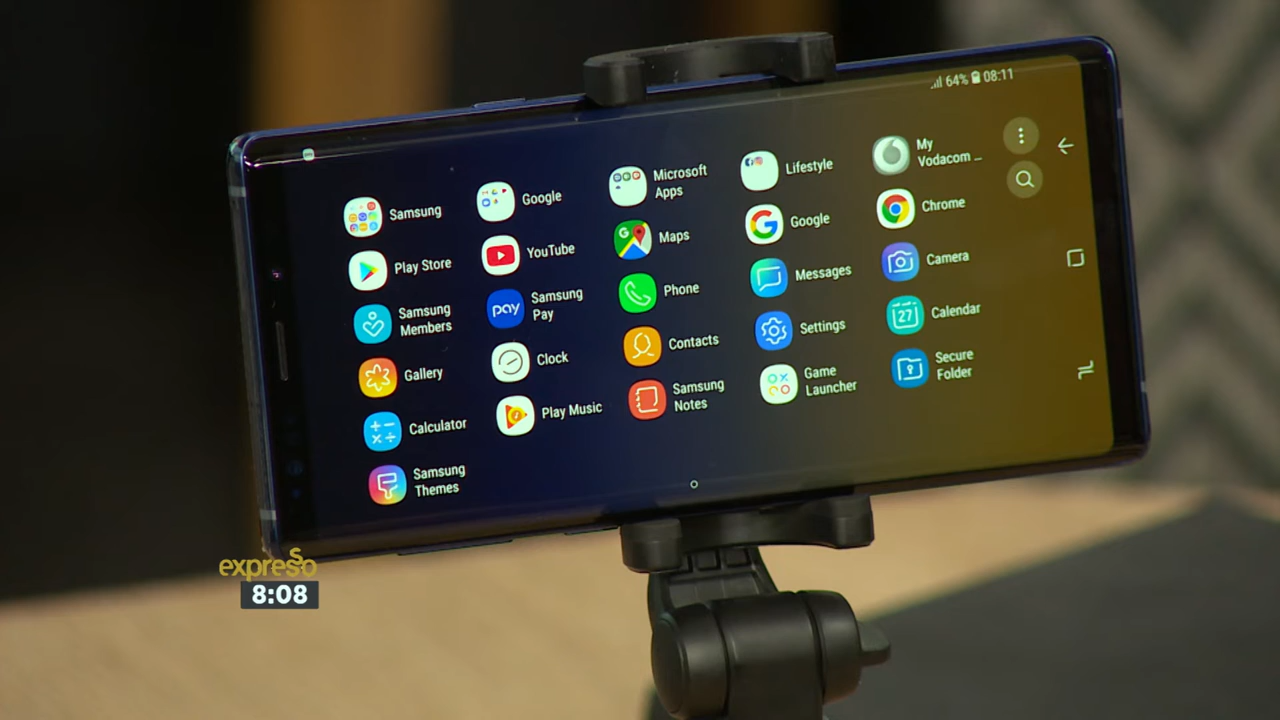 64% 08:11
Samsung
Google
Microsoft
Apps
Lifestyle
My
Vodacom ...
Play Store
YouTube
Maps
Google
Chrome
Samsung
Members
pay
Samsung
Pay
Phone
Messages
Camera
Gallery
Clock
Contacts
Settings
27
Calendar
Calculator
Play Music
Samsung
Notes
Game
Launcher
Secure
Folder
Samsung
Themes
expresso
8:08